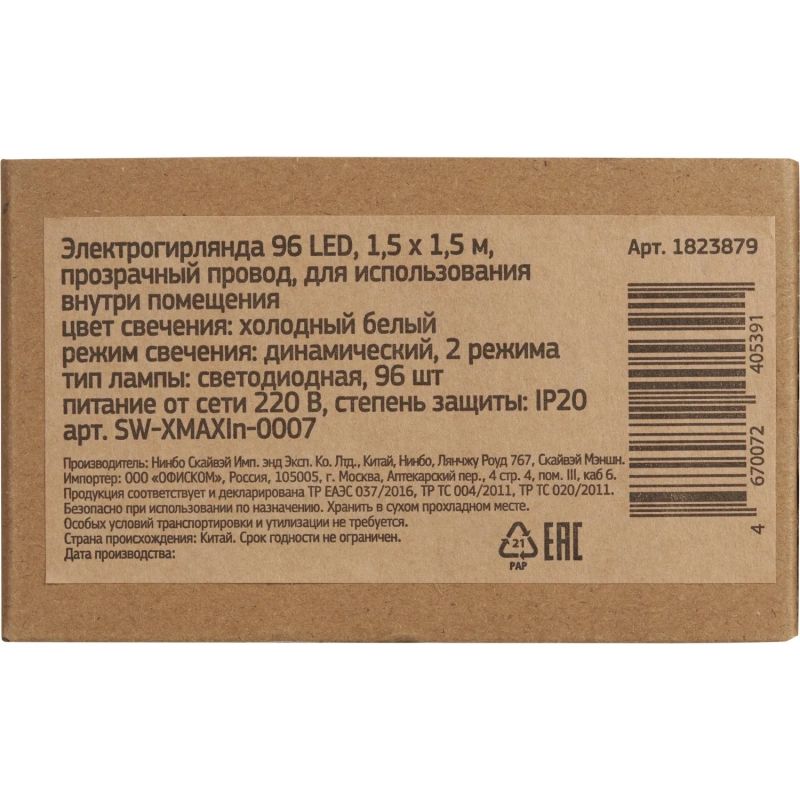 Электрогирлянда 96 LED, 1,5 x 1,5 м,
прозрачный провод, для использования
внутри помещения
цвет свечения: холодный белый
режим свечения: динамический, 2 режима
тип лампы: светодиодная, 96 шт
питание от сети 220 В, степень защиты: IP20
арт. SW-XMAXIn-0007
Производитель: Нинбо Скайвэй Имп. энд Эксп. Ко. Лтд., Китай, Нинбо, Лянчжу Роуд 767, Скайвэй Мэншн.
Импортер: ООО «ОФИСКОМ», Россия, 105005, г. Москва, Аптекарский пер., 4 стр. 4, пом. III, каб 6.
Продукция соответствует и декларирована ТР ЕАЭС 037/2016, ТР ТС 004/2011, ТР ТС 020/2011.
Безопасно при использовании по назначению. Хранить в сухом прохладном месте.
Особых условий транспортировки и утилизации не требуется.
Страна происхождения: Китай. Срок годности не ограничен.
Дата производства:
Арт. 1823879
4 670072 405391
21
PAP
EAC